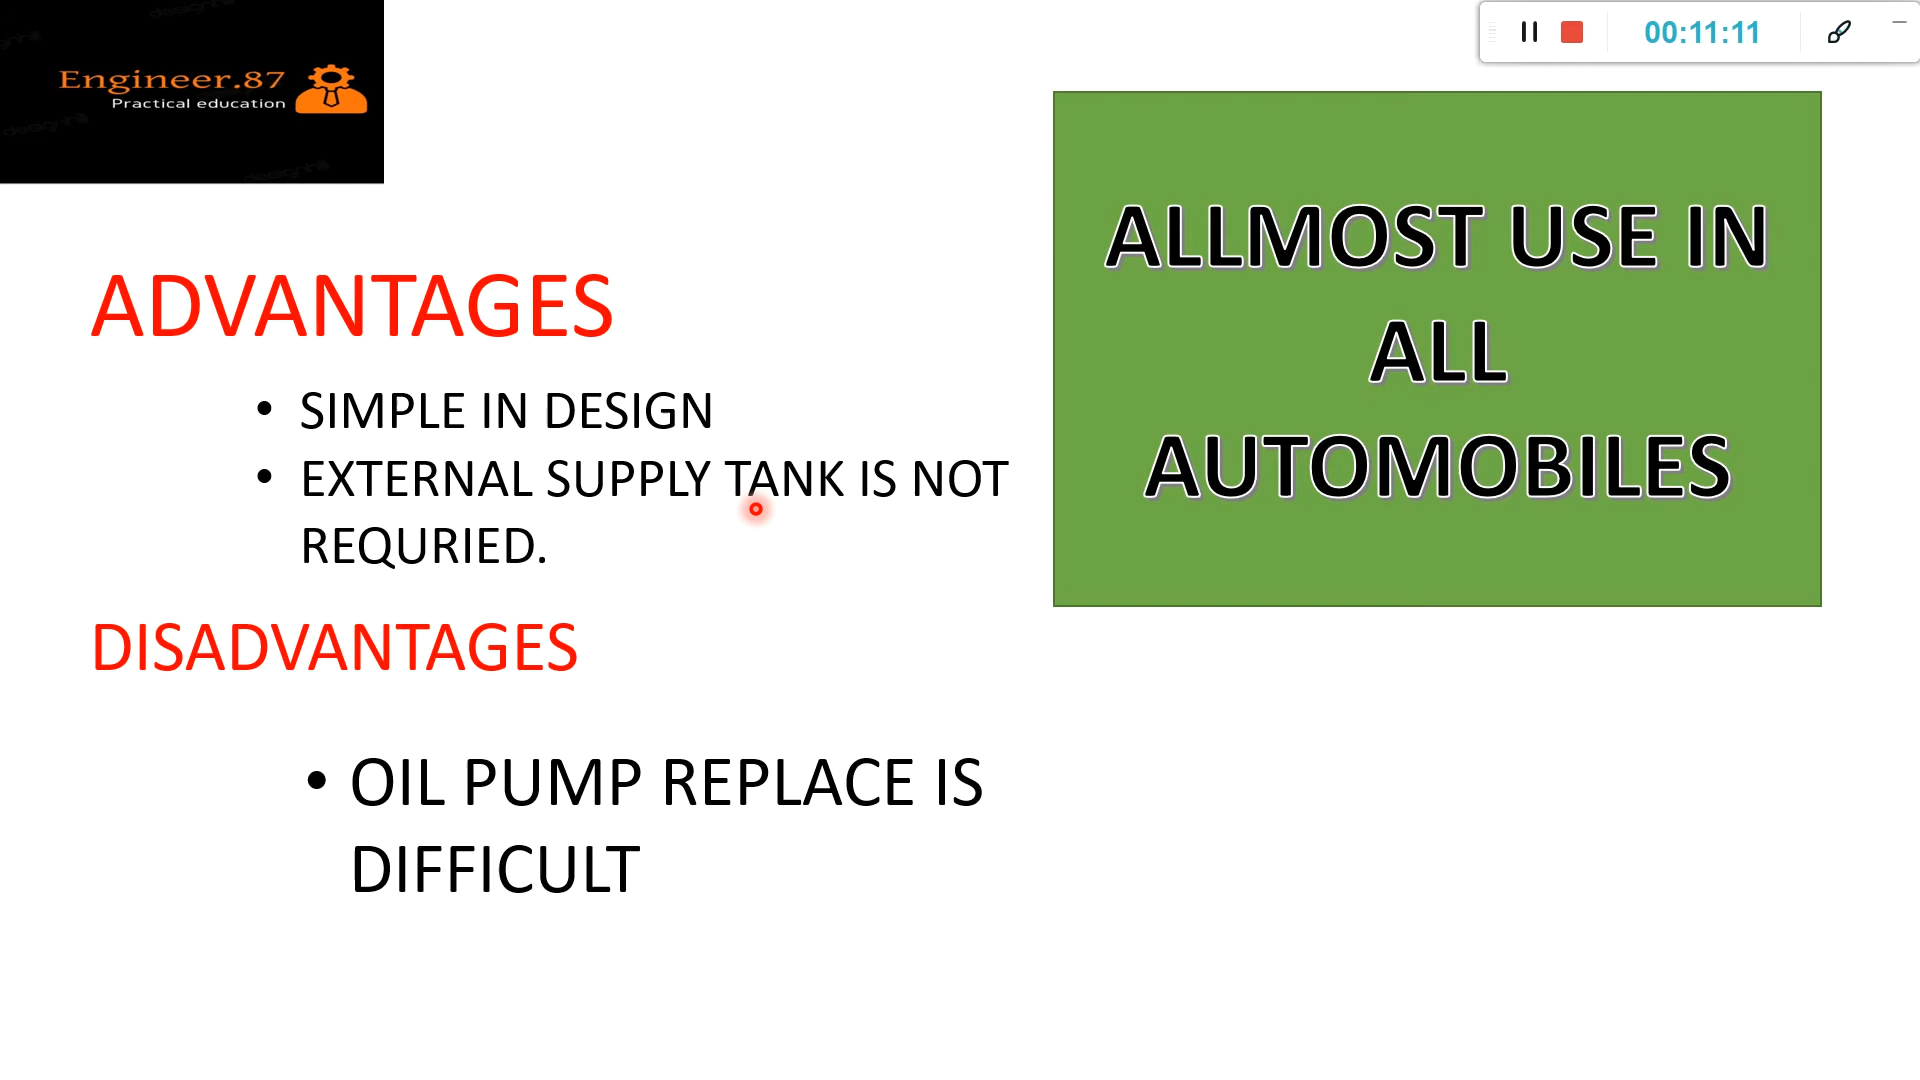 Engineer.87
Practical education
00:11:11
ALLMOST USE IN
ALL
AUTOMOBILES
ADVANTAGES
• SIMPLE IN DESIGN
• EXTERNAL SUPPLY TANK IS NOT
REQURIED.
DISADVANTAGES
• OIL PUMP REPLACE IS
DIFFICULT